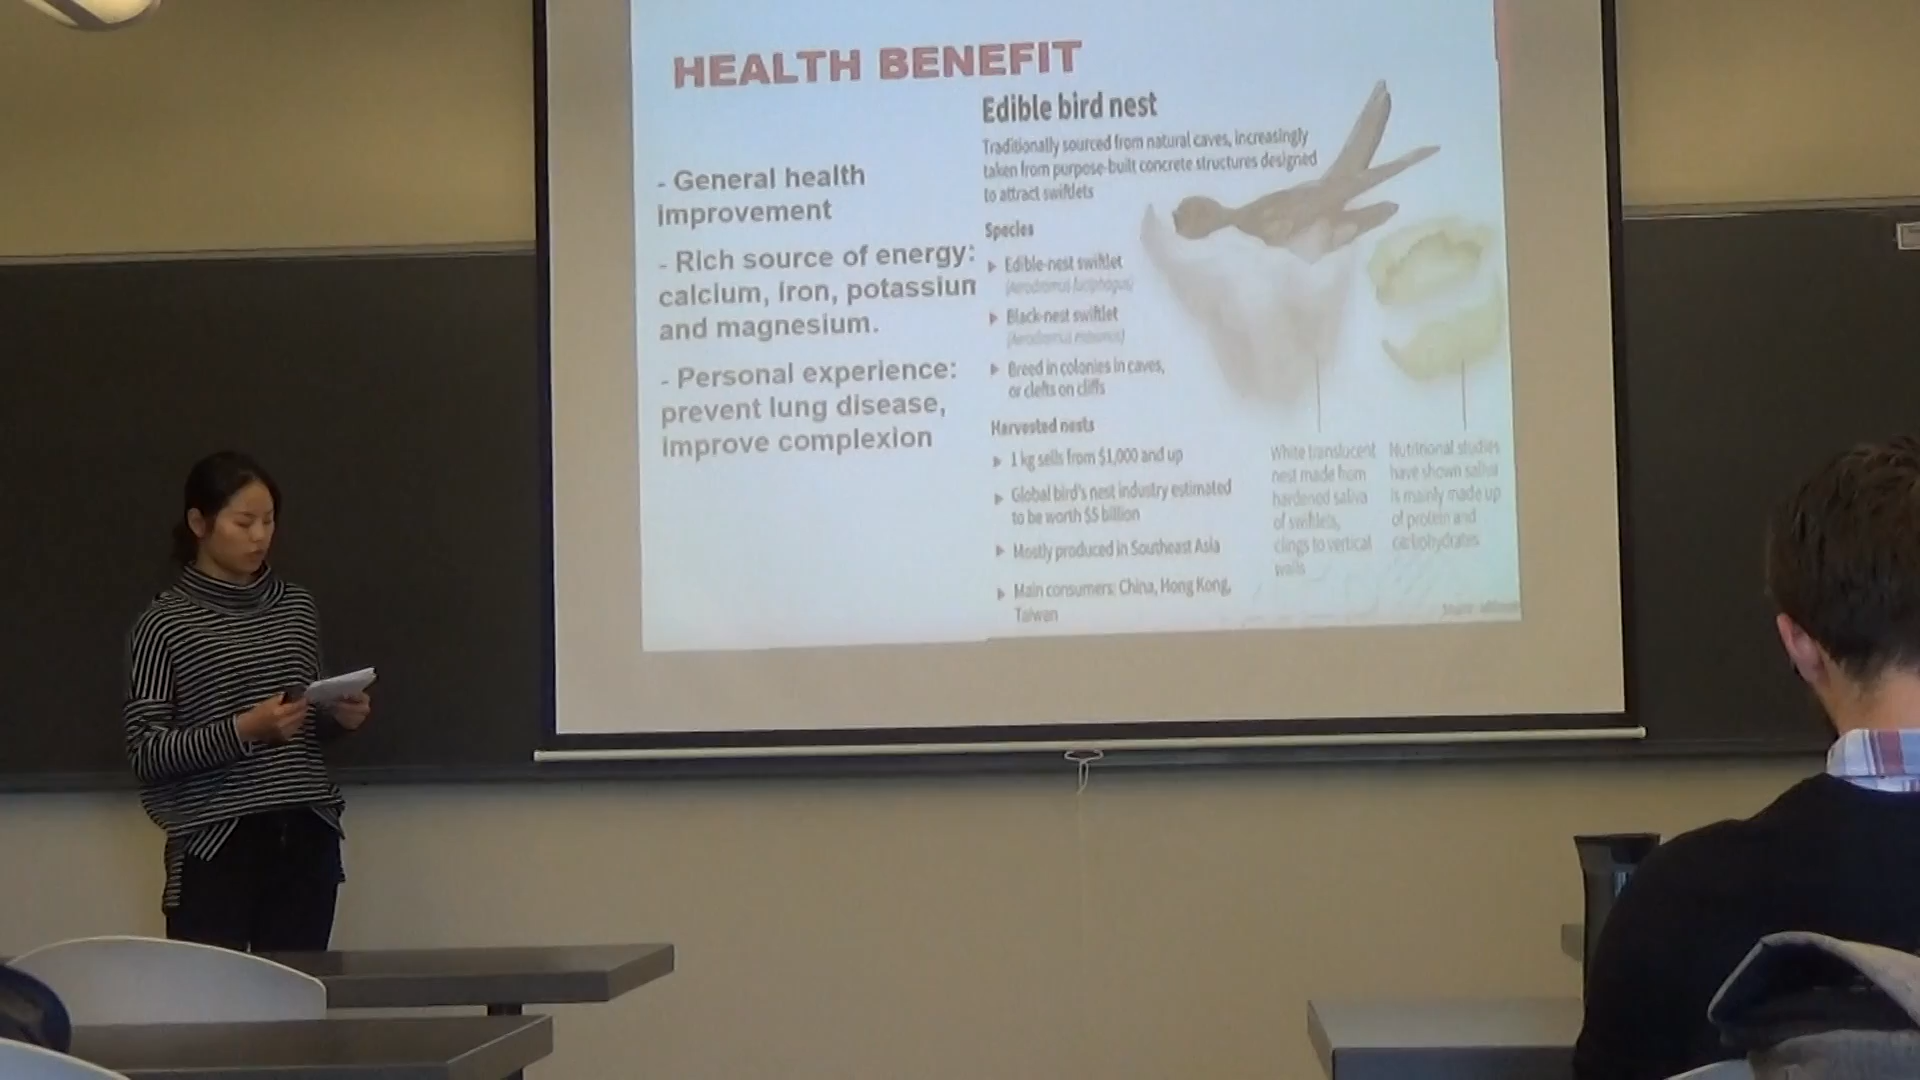 HEALTH BENEFIT
- General health
improvement
- Rich source of energy:
calcium, iron, potassium
and magnesium.
- Personal experience:
prevent lung disease,
improve complexion
Edible bird nest
Traditionally sourced from natural caves, increasingly
taken from purpose-built concrete structures designed
to attract swiftlets
Species
Edible-nest swiftlet
(Aerodramus fuciphagus)
Black-nest swiftlet
(Aerodramus maximus)
Breed in colonies in caves,
or clefts on cliffs
Harvested nests
1 kg sells from $1,000 and up
Global bird's nest industry estimated
to be worth $5 billion
Mostly produced in Southeast Asia
Main consumers: China, Hong Kong,
Taiwan
White translucent
nest made from
hardened saliva
of swiftlets,
clings to vertical
walls
Nutritional studies
have shown saliva
is mainly made up
of protein and
carbohydrates